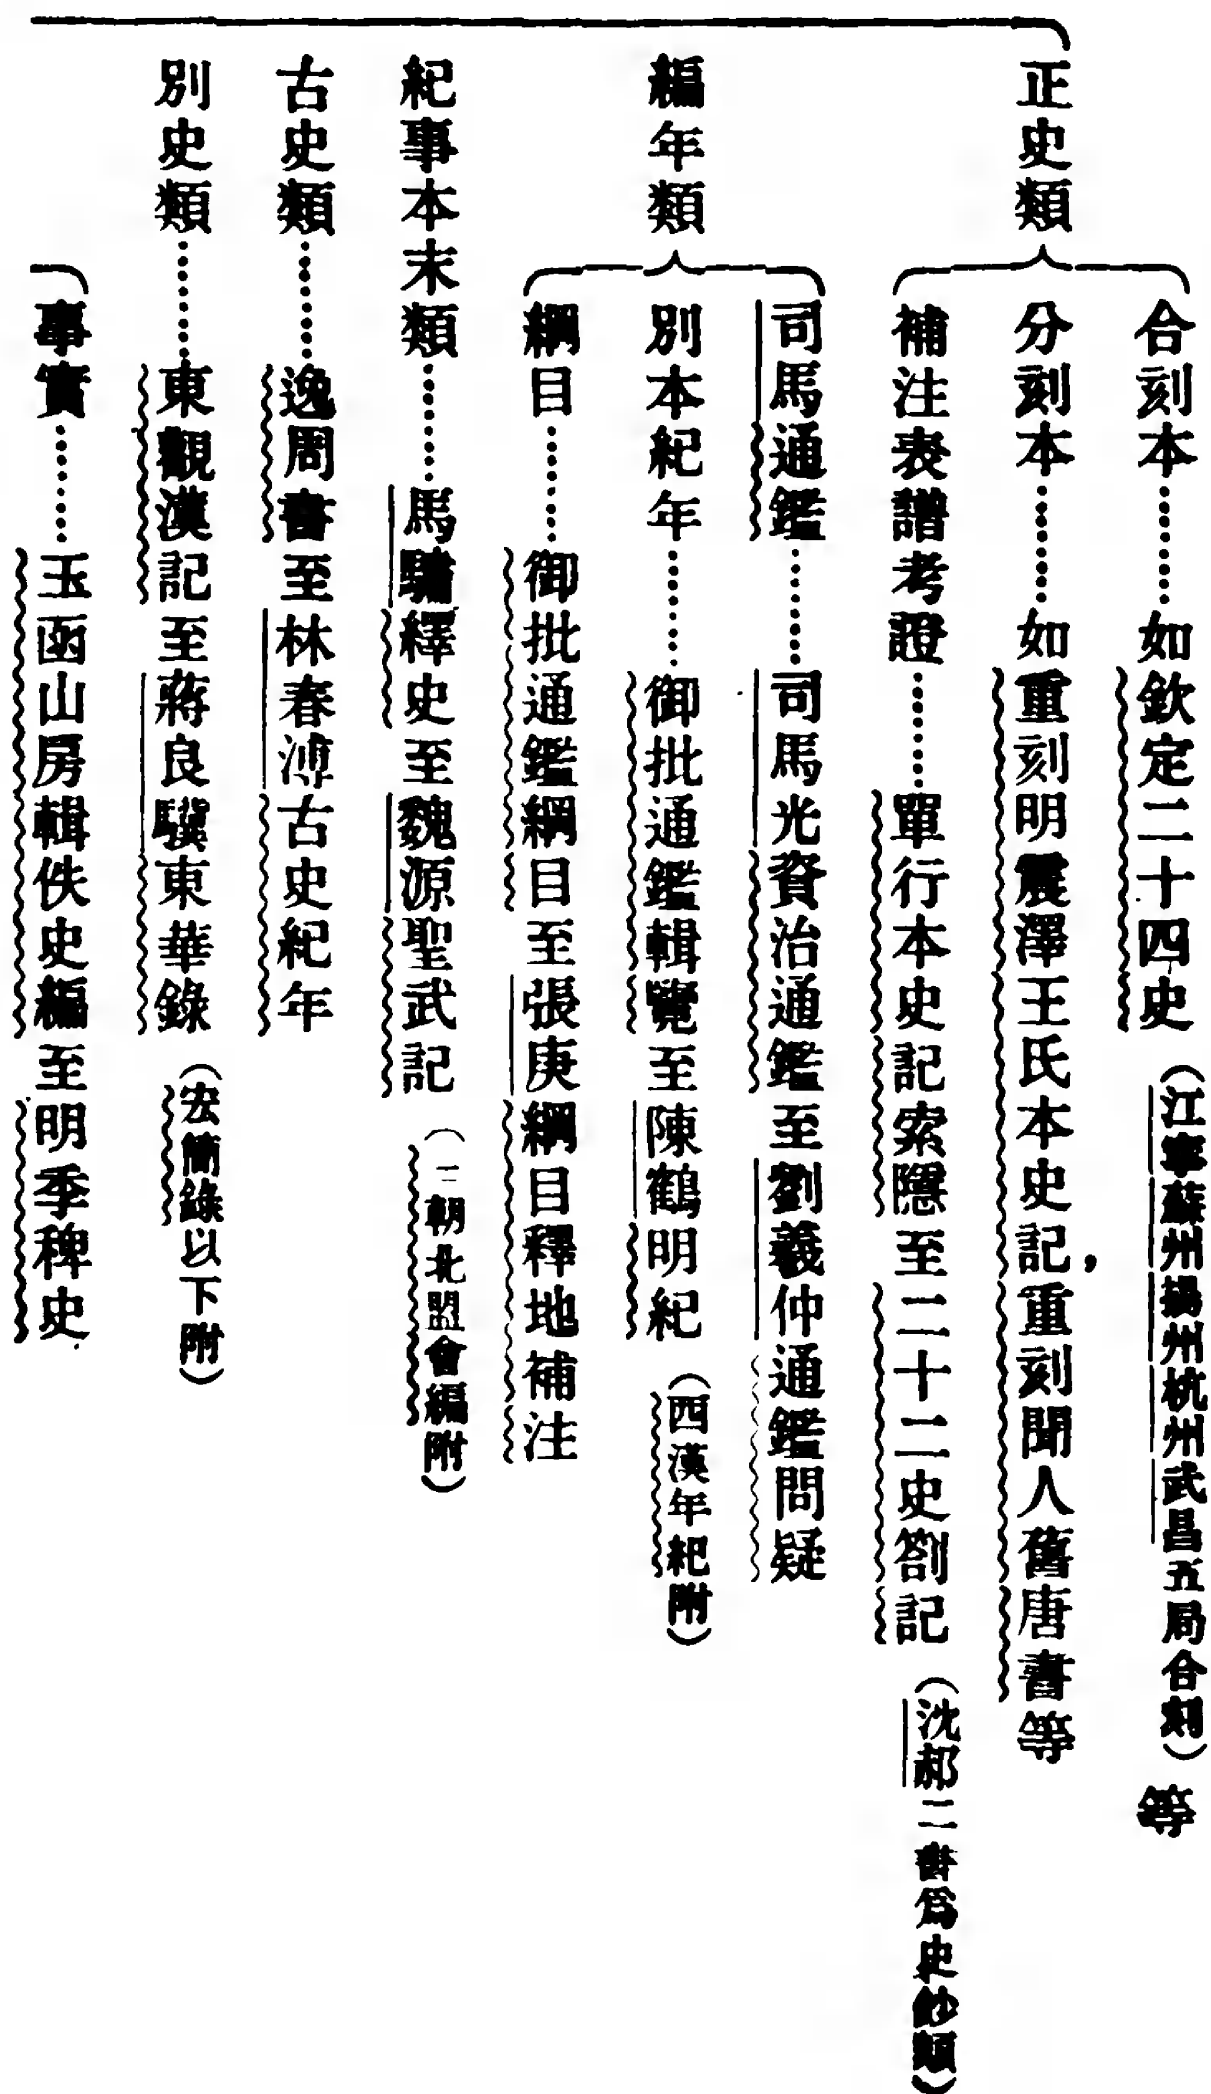 正史類
合刻本………如欽定二十四史（江寧蘇州揚州杭州武昌五局合刻）等
分刻本………如重刻明震澤王氏本史記，重刻聞人舊唐書等
補注表譜考證………單行本史記索隱至二十二史劄記（沈郝二書爲史鈔類）
編年類
司馬通鑑………司馬光資治通鑑至劉羲仲通鑑問疑
別本紀年………御批通鑑輯覽至陳鶴明紀（西漢年紀附）
綱目………御批通鑑綱目至張庚綱目釋地補注
紀事本末類………馬驌繹史至魏源聖武記（三朝北盟會編附）
古史類………逸周書至林春溥古史紀年
別史類………東觀漢記至蔣良驥東華錄（宏簡錄以下附）
事實………玉函山房輯佚史編至明季稗史